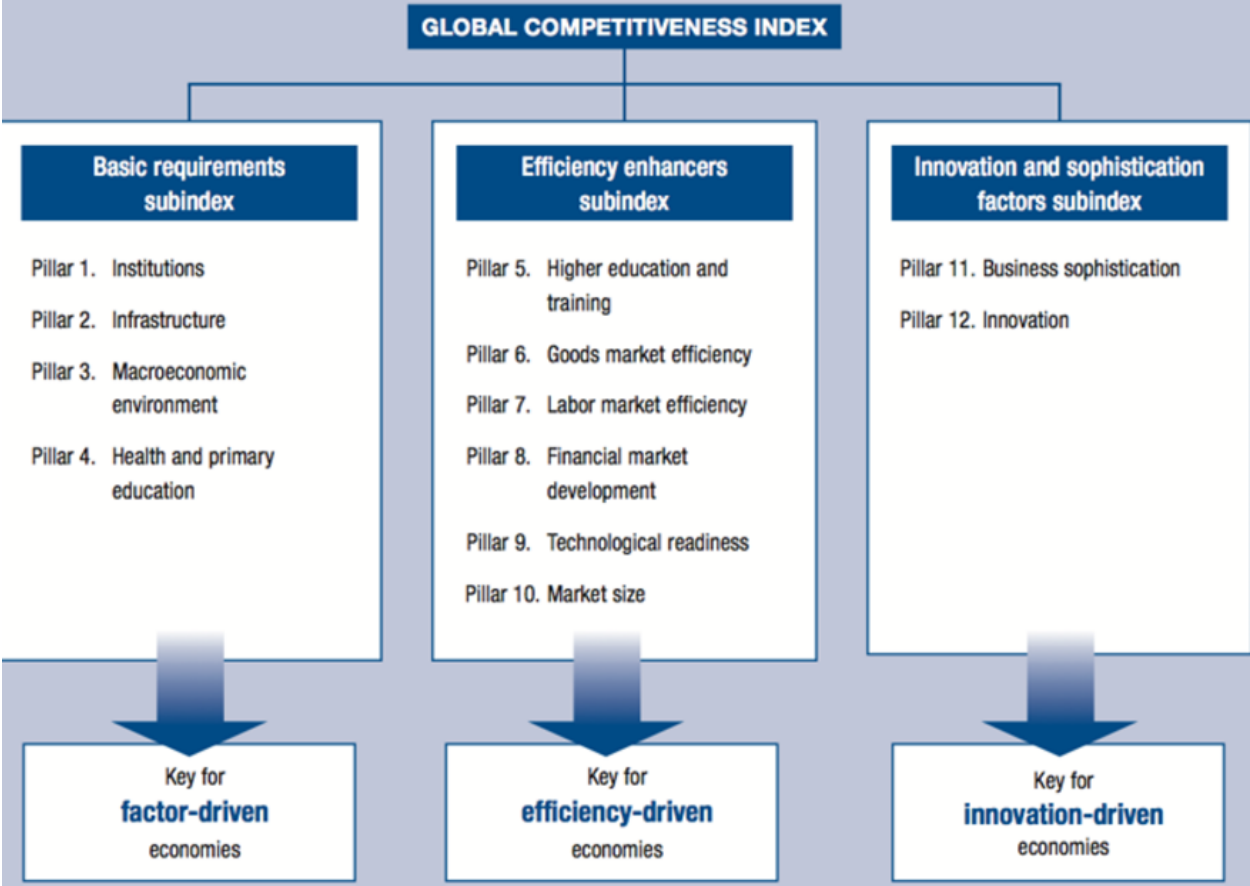 GLOBAL COMPETITIVENESS INDEX
Basic requirements
subindex
Pillar 1. Institutions
Pillar 2. Infrastructure
Pillar 3. Macroeconomic
environment
Pillar 4. Health and primary
education
Key for
factor-driven
economies
Efficiency enhancers
subindex
Pillar 5. Higher education and
training
Pillar 6. Goods market efficiency
Pillar 7. Labor market efficiency
Pillar 8. Financial market
development
Pillar 9. Technological readiness
Pillar 10. Market size
Key for
efficiency-driven
economies
Innovation and sophistication
factors subindex
Pillar 11. Business sophistication
Pillar 12. Innovation
Key for
innovation-driven
economies